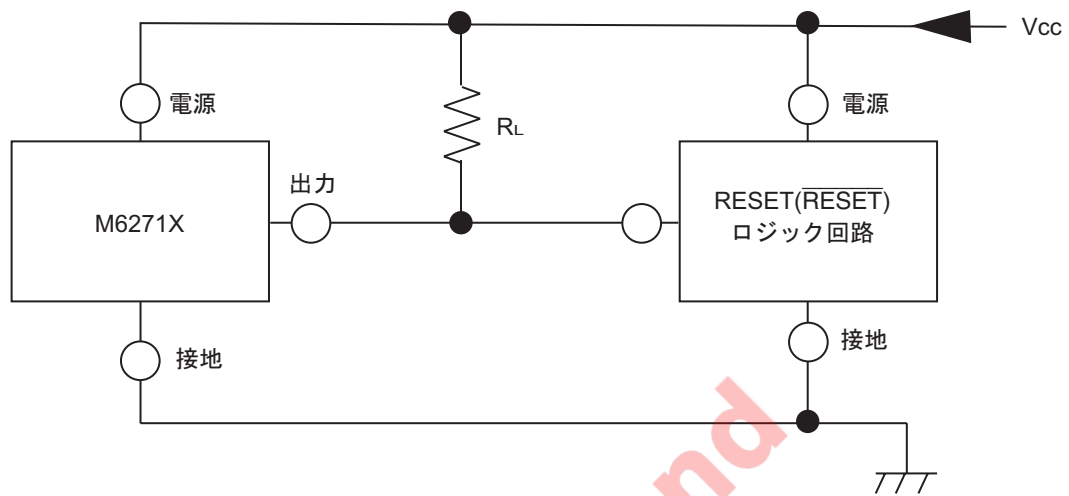 Vcc
電源
電源
RL
出力
M6271X
RESET(RESET)
ロジック回路
接地
接地
nd